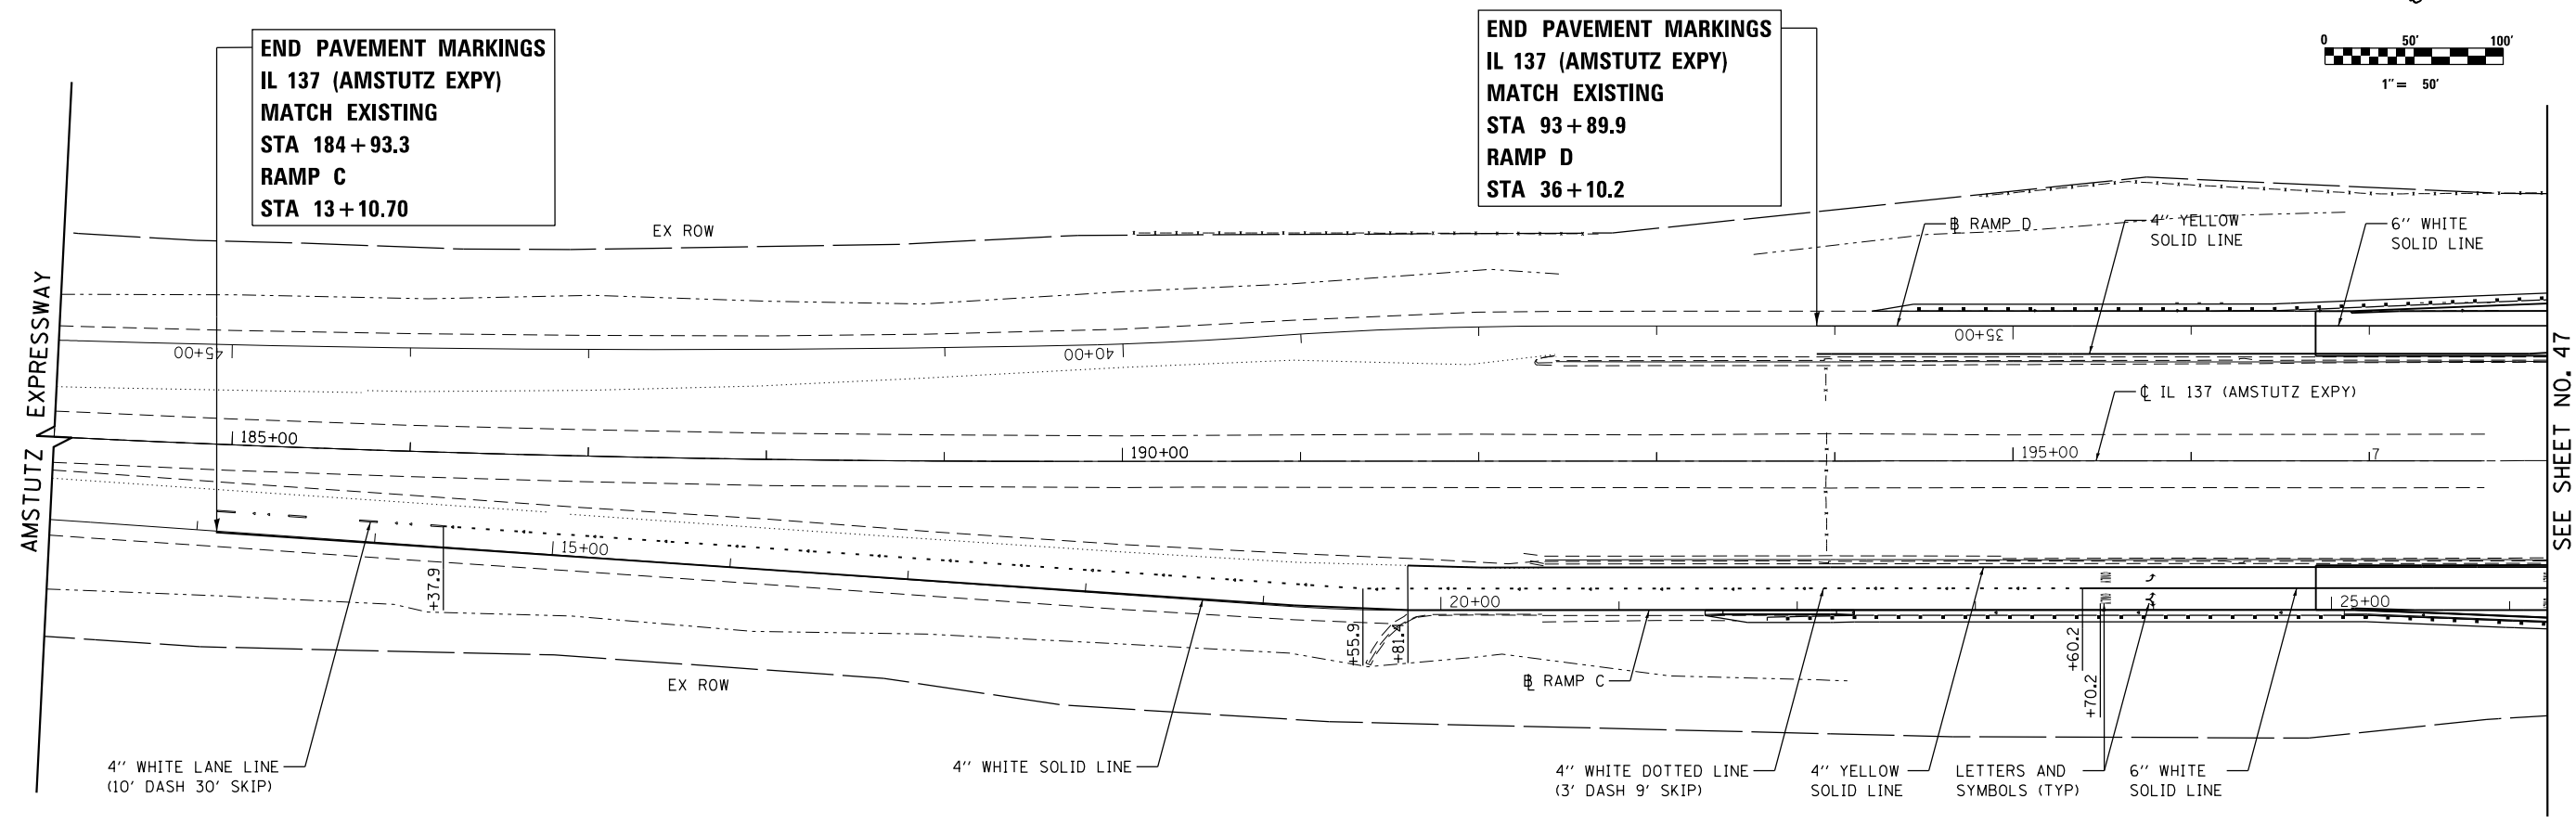 END PAVEMENT MARKINGS
IL 137 (AMSTUTZ EXPY)
MATCH EXISTING
STA 184+93.3
RAMP C
STA 13+10.70
END PAVEMENT MARKINGS
IL 137 (AMSTUTZ EXPY)
MATCH EXISTING
STA 93+89.9
RAMP D
STA 36+10.2
0 50' 100'
1"= 50'
EX ROW
℄ RAMP D
4" YELLOW
SOLID LINE
6" WHITE
SOLID LINE
45+00
40+00
35+00
℄ IL 137 (AMSTUTZ EXPY)
AMSTUTZ EXPRESSWAY
SEE SHEET NO. 47
185+00
190+00
195+00
7
15+00
20+00
25+00
+37.9
+55.9
+81.4
+60.2
+70.2
EX ROW
℄ RAMP C
4" WHITE LANE LINE
(10' DASH 30' SKIP)
4" WHITE SOLID LINE
4" WHITE DOTTED LINE
(3' DASH 9' SKIP)
4" YELLOW
SOLID LINE
LETTERS AND
SYMBOLS (TYP)
6" WHITE
SOLID LINE